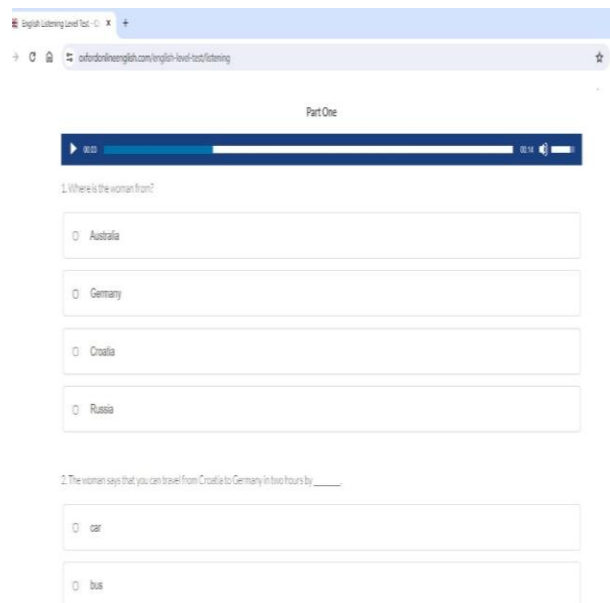 English Listening Level Test - O
oxfordonlineenglish.com/english-level-test/listening
Part One
00:03
00:14
1. Where is the woman from?
Australia
Germany
Croatia
Russia
2. The woman says that you can travel from Croatia to Germany in two hours by ______.
car
bus